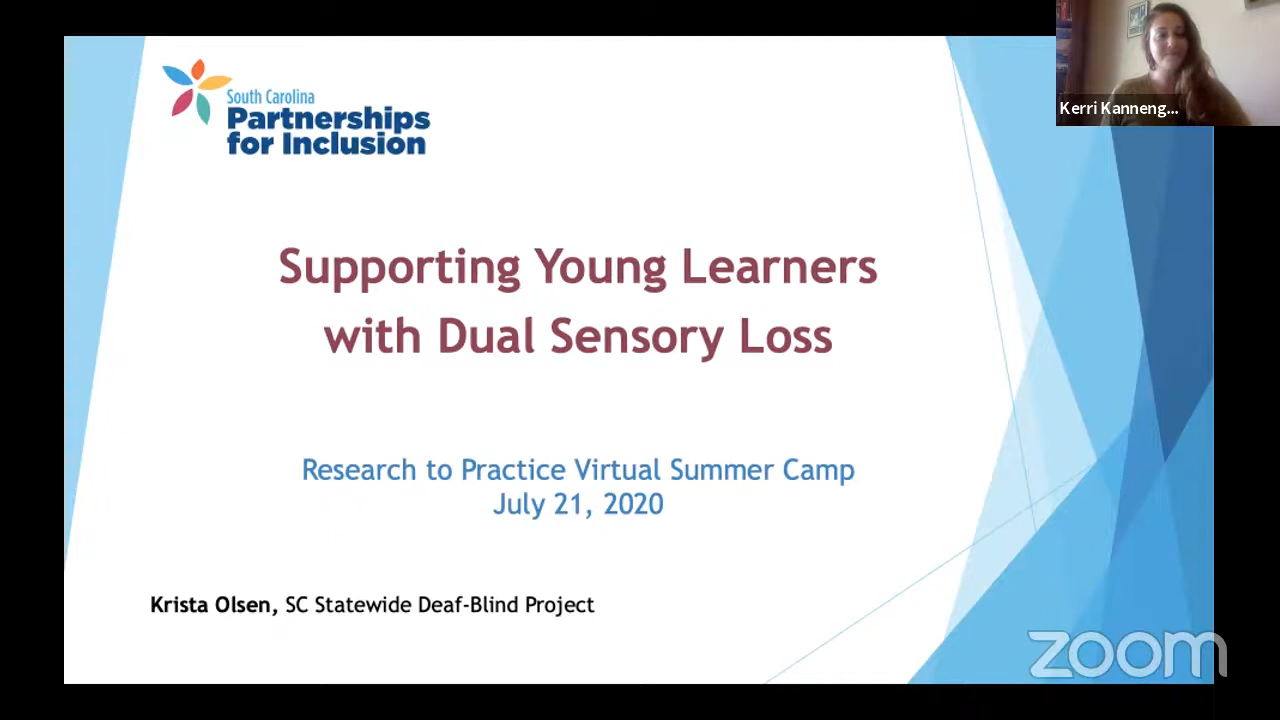 South Carolina
Partnerships
for Inclusion
Kerri Kanneng...
Supporting Young Learners
with Dual Sensory Loss
Research to Practice Virtual Summer Camp
July 21, 2020
Krista Olsen, SC Statewide Deaf-Blind Project
zoom